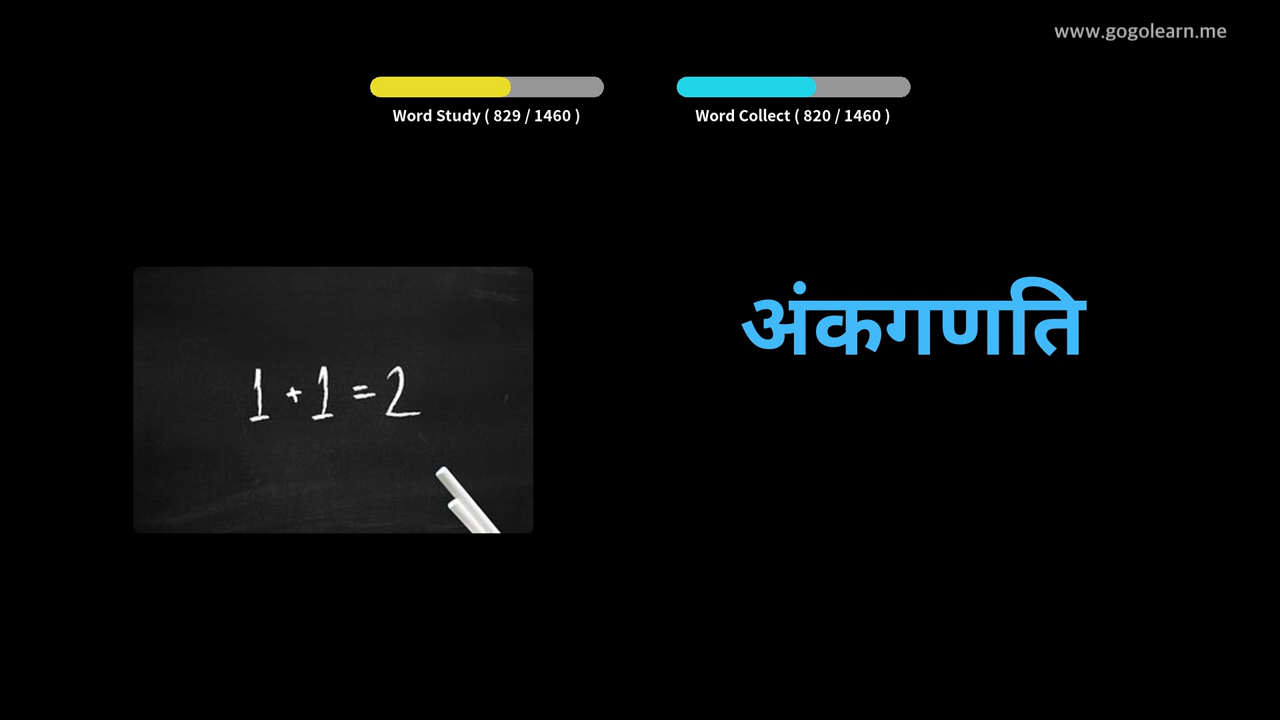 www.gogolearn.me
Word Study ( 829 / 1460 )
Word Collect ( 820 / 1460 )
अंकगणति
1 + 1 = 2